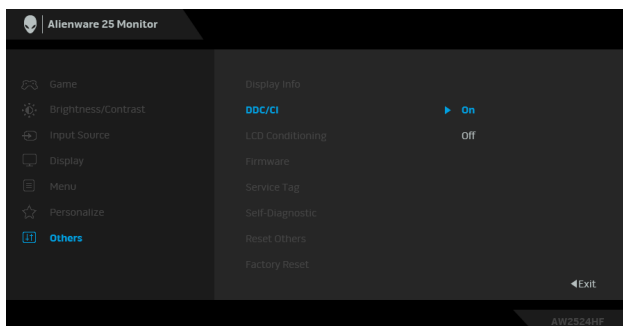 Alienware 25 Monitor
Game
Brightness/Contrast
Input Source
Display
Menu
Personalize
Others
Display Info
DDC/CI
On
LCD Conditioning
Off
Firmware
Service Tag
Self-Diagnostic
Reset Others
Factory Reset
Exit
AW2524HF